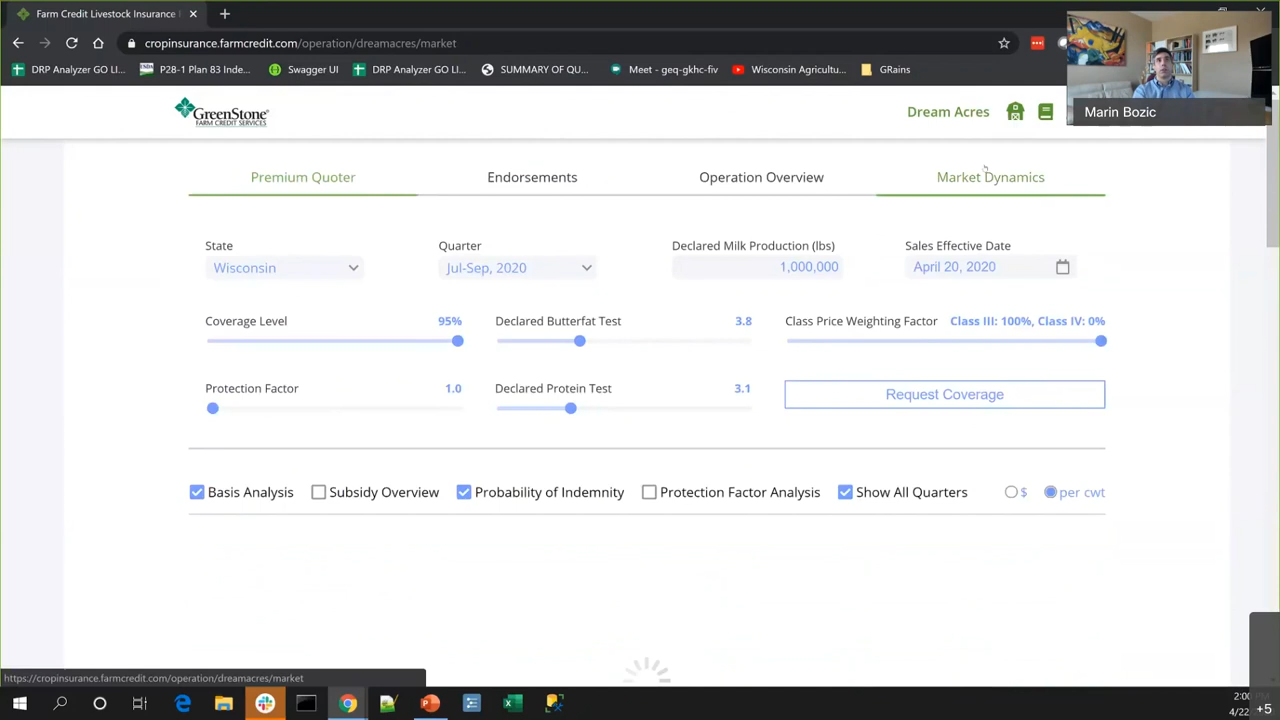 Farm Credit Livestock Insurance
cropinsurance.farmcredit.com/operation/dreamacres/market
DRP Analyzer GO LI...
P28-1 Plan 83 Inde...
Swagger UI
DRP Analyzer GO LI...
SUMMARY OF QU...
Meet - geq-gkhc-fiv
Wisconsin Agricultu...
GRains
Marin Bozic
GreenStone
FARM CREDIT SERVICES
Dream Acres
Premium Quoter
Endorsements
Operation Overview
Market Dynamics
State
Quarter
Declared Milk Production (lbs)
Sales Effective Date
Wisconsin
Jul-Sep, 2020
1,000,000
April 20, 2020
Coverage Level 95%
Declared Butterfat Test 3.8
Class Price Weighting Factor Class III: 100%, Class IV: 0%
Protection Factor 1.0
Declared Protein Test 3.1
Request Coverage
Basis Analysis
Subsidy Overview
Probability of Indemnity
Protection Factor Analysis
Show All Quarters
$
per cwt
https://cropinsurance.farmcredit.com/operation/dreamacres/market
4/22
+5